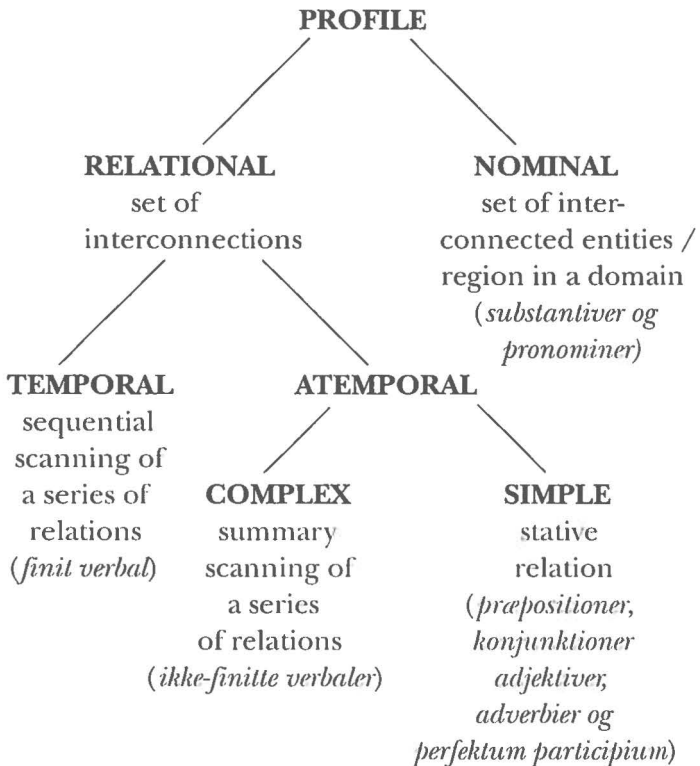 PROFILE
RELATIONAL
set of
interconnections
NOMINAL
set of inter-
connected entities /
region in a domain
(substantiver og
pronominer)
TEMPORAL
sequential
scanning of
a series of
relations
(finit verbal)
ATEMPORAL
COMPLEX
summary
scanning of
a series
of relations
(ikke-finitte verbaler)
SIMPLE
stative
relation
(præpositioner,
konjunktioner
adjektiver,
adverbier og
perfektum participium)